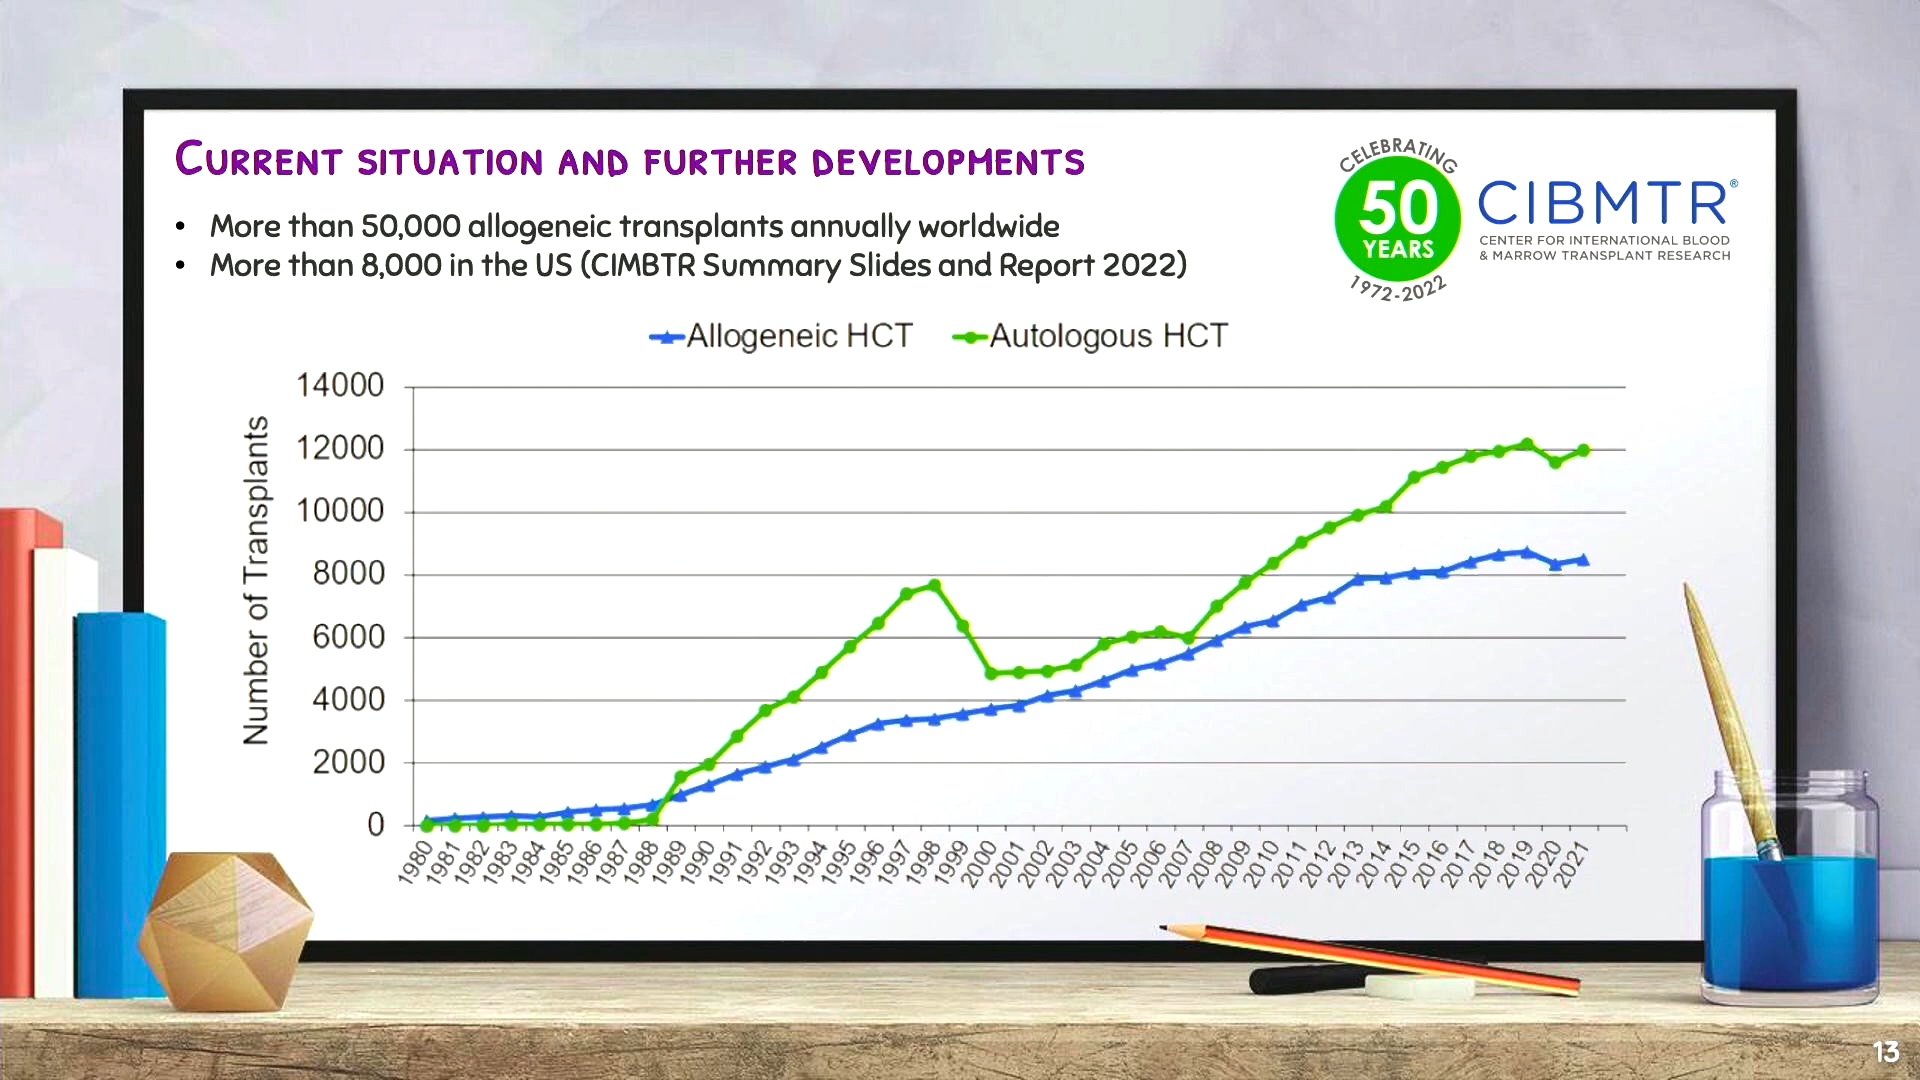 CURRENT SITUATION AND FURTHER DEVELOPMENTS
• More than 50,000 allogeneic transplants annually worldwide
• More than 8,000 in the US (CIMBTR Summary Slides and Report 2022)
CELEBRATING
50
YEARS
1972-2022
CIBMTR®
CENTER FOR INTERNATIONAL BLOOD
& MARROW TRANSPLANT RESEARCH
Allogeneic HCT Autologous HCT
Number of Transplants
14000
12000
10000
8000
6000
4000
2000
0
1980 1981 1982 1983 1984 1985 1986 1987 1988 1989 1990 1991 1992 1993 1994 1995 1996 1997 1998 1999 2000 2001 2002 2003 2004 2005 2006 2007 2008 2009 2010 2011 2012 2013 2014 2015 2016 2017 2018 2019 2020 2021
13